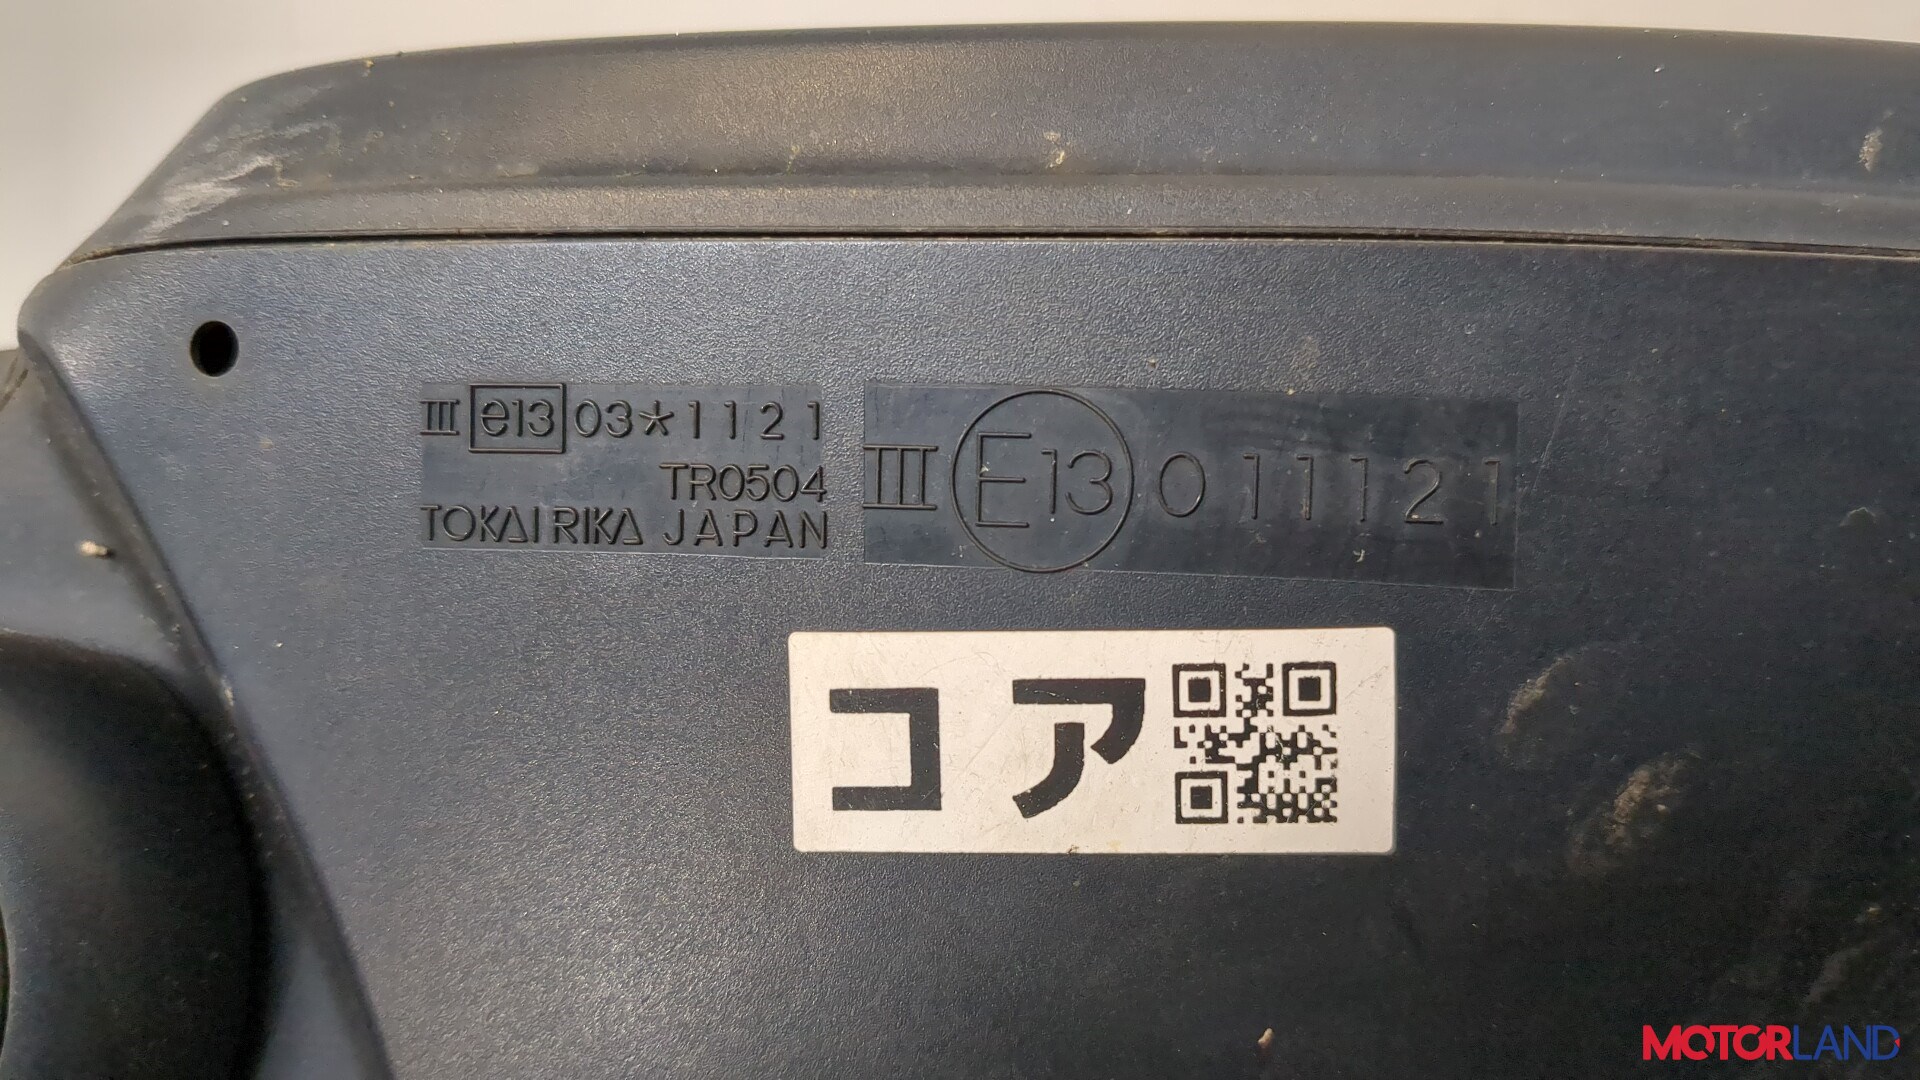 III e13 03*1121
TR0504
TOKAI RIKA JAPAN
III E13 011121
コア
MOTORLAND